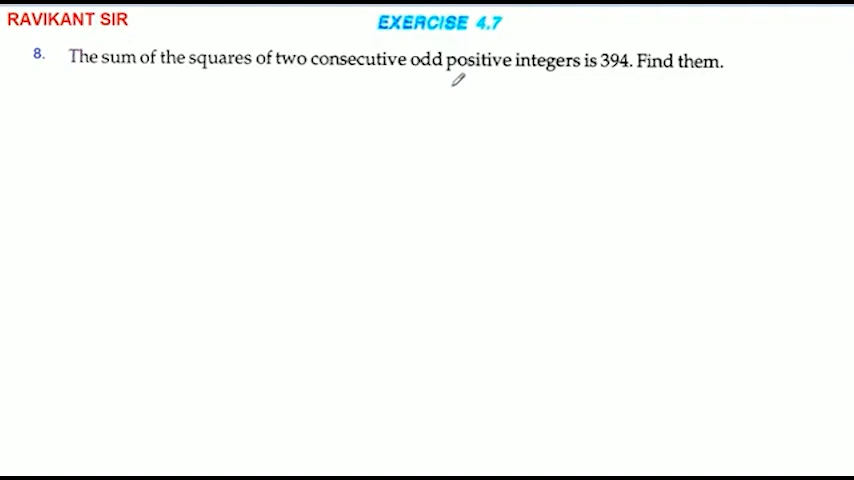 RAVIKANT SIR
EXERCISE 4.7
8. The sum of the squares of two consecutive odd positive integers is 394. Find them.